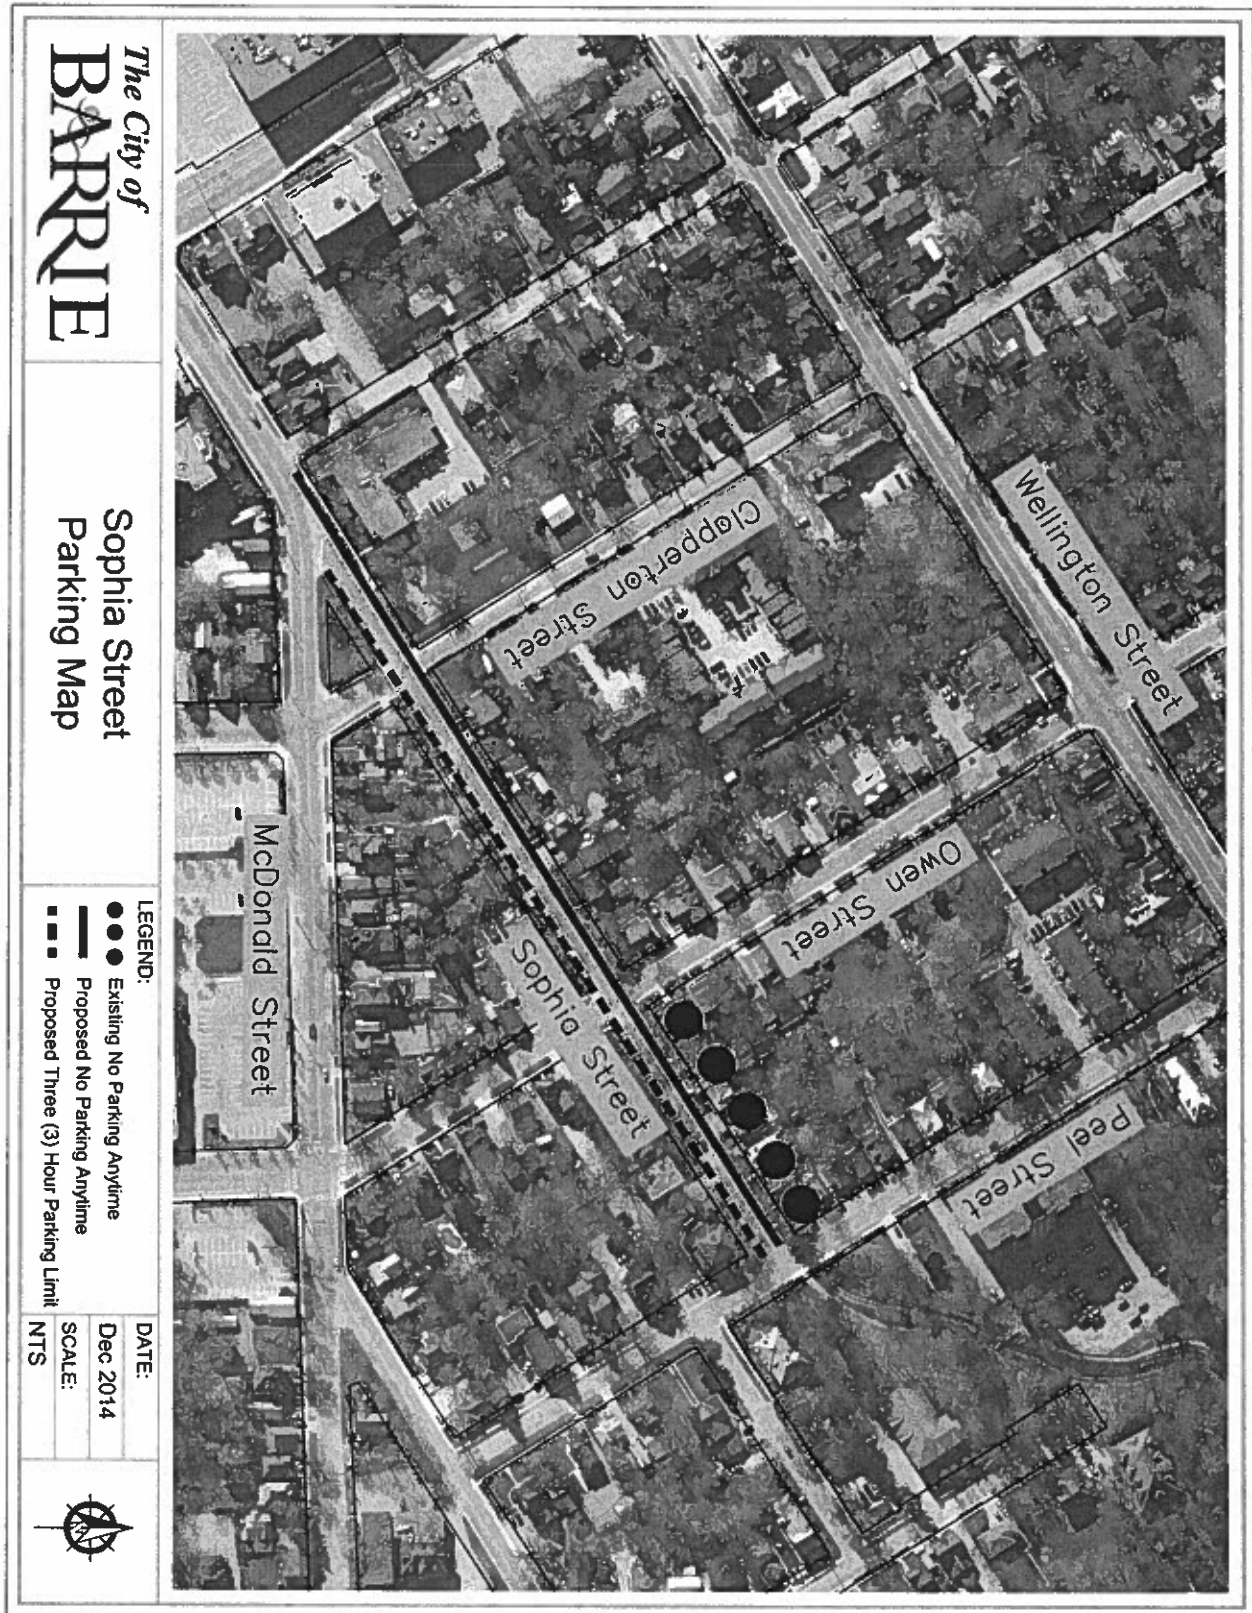 Wellington Street
Clapperton Street
Owen Street
Peel Street
Sophia Street
McDonald Street
The City of
BARRIE
Sophia Street
Parking Map
LEGEND:
Existing No Parking Anytime
Proposed No Parking Anytime
Proposed Three (3) Hour Parking Limit
DATE:
Dec 2014
SCALE:
NTS